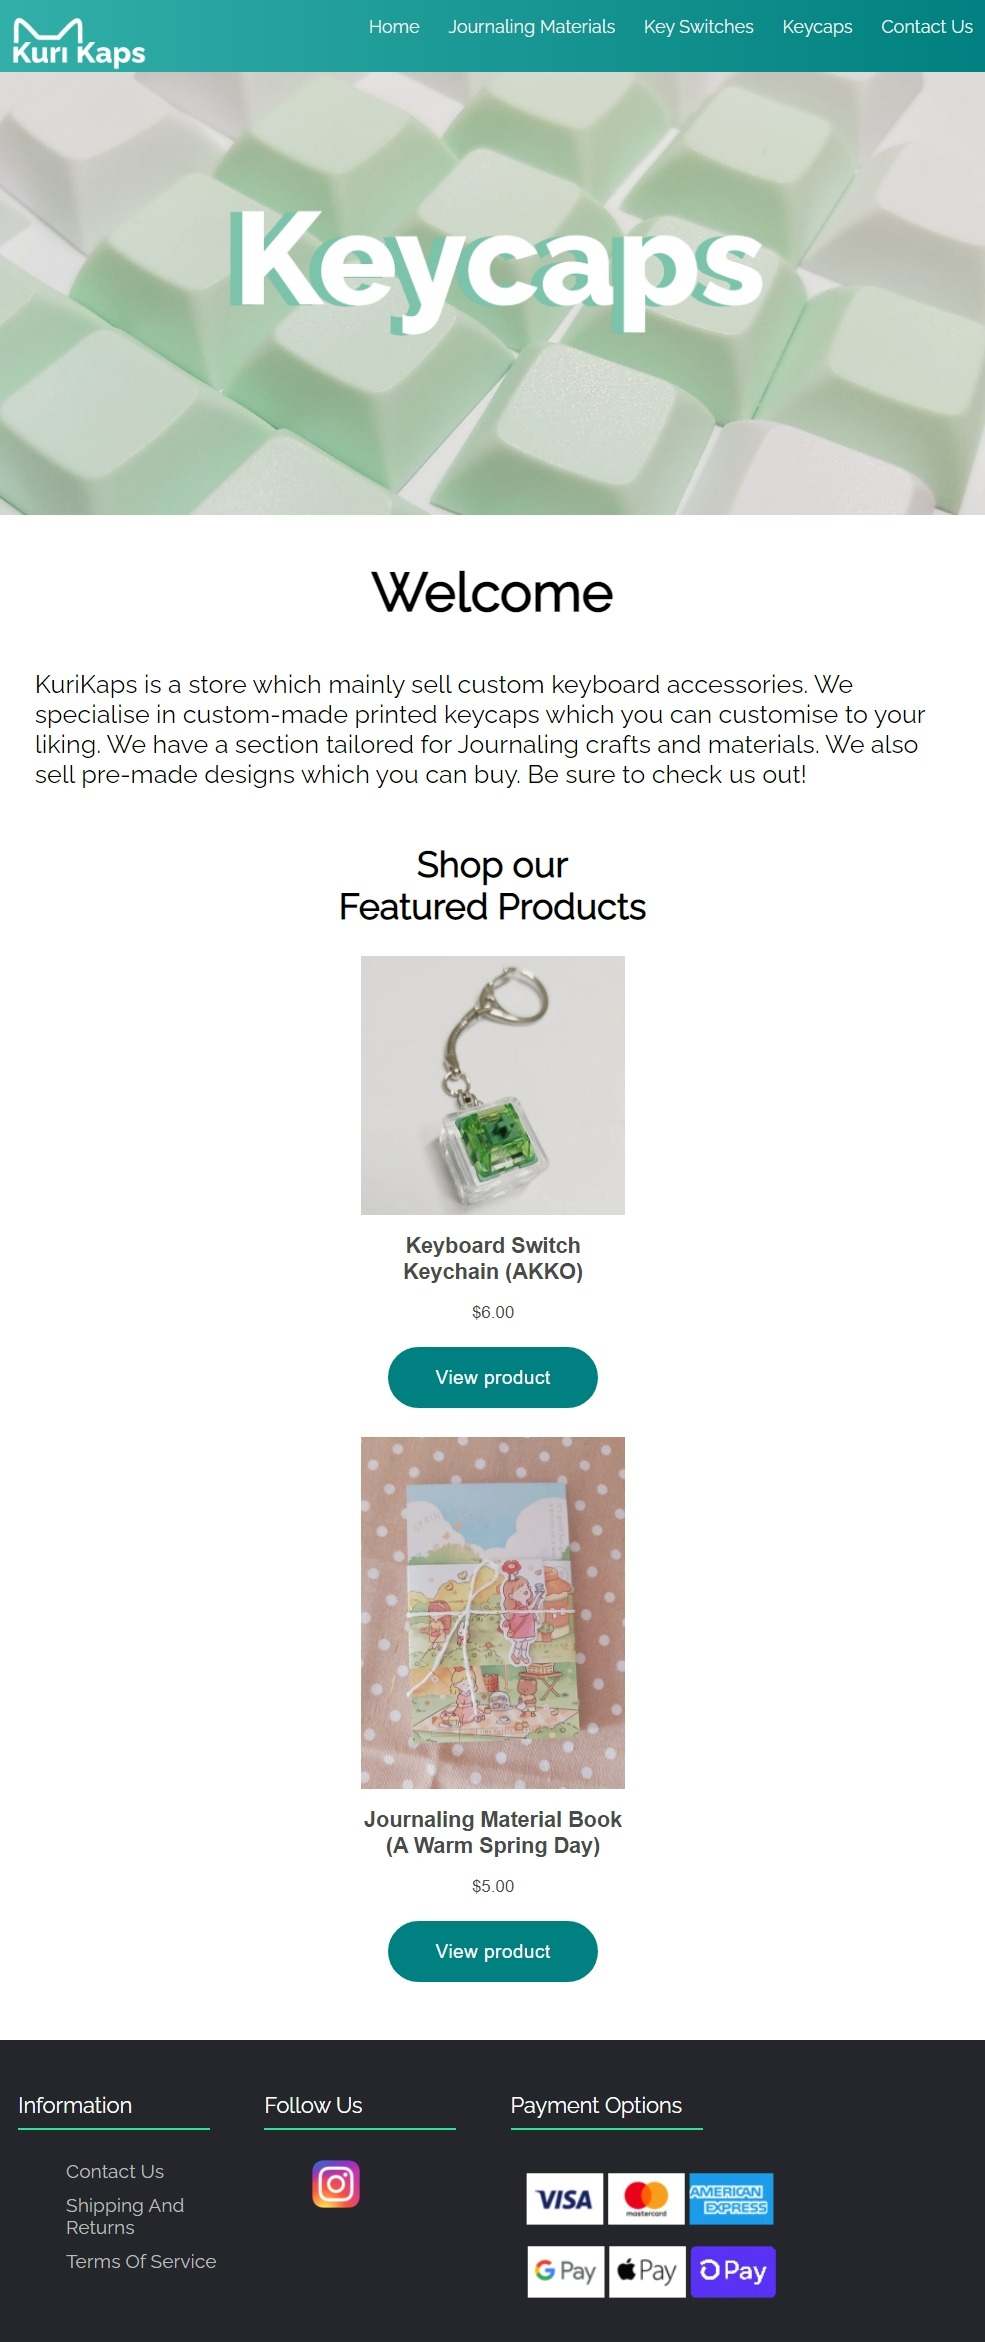 Kuri Kaps
Home Journaling Materials Key Switches Keycaps Contact Us
Keycaps
Welcome
KuriKaps is a store which mainly sell custom keyboard accessories. We
specialise in custom-made printed keycaps which you can customise to your
liking. We have a section tailored for Journaling crafts and materials. We also
sell pre-made designs which you can buy. Be sure to check us out!
Shop our
Featured Products
Keyboard Switch
Keychain (AKKO)
$6.00
View product
Journaling Material Book
(A Warm Spring Day)
$5.00
View product
Information
Contact Us
Shipping And
Returns
Terms Of Service
Follow Us
Payment Options
VISA
mastercard
AMERICAN
EXPRESS
G Pay
Pay
Pay